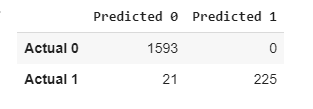 Predicted 0 Predicted 1
Actual 0 1593 0
Actual 1 21 225